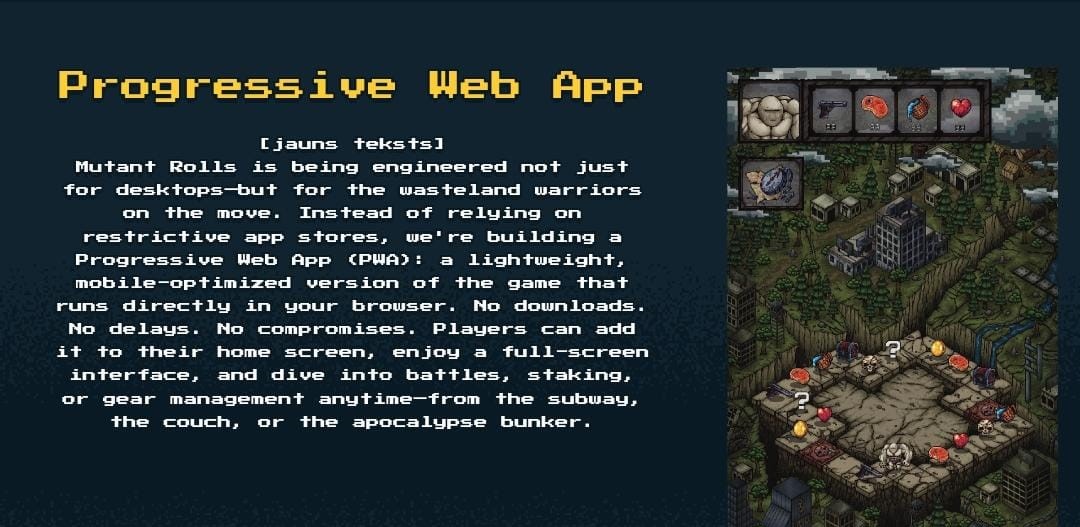 Progressive Web App
[jauns teksts]
Mutant Rolls is being engineered not just
for desktops—but for the wasteland warriors
on the move. Instead of relying on
restrictive app stores, we're building a
Progressive Web App (PWA): a lightweight,
mobile-optimized version of the game that
runs directly in your browser. No downloads.
No delays. No compromises. Players can add
it to their home screen, enjoy a full-screen
interface, and dive into battles, staking,
or gear management anytime—from the subway,
the couch, or the apocalypse bunker.
?
?